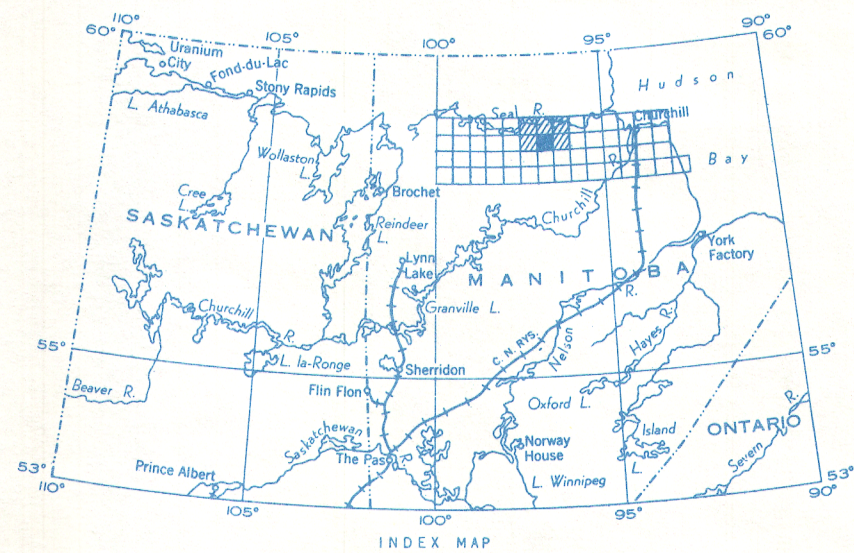 110°
60°
105°
100°
95°
90°
60°
Uranium
City
Fond-du-Lac
Stony Rapids
L. Athabasca
Hudson
Seal R.
Churchill
R.
Bay
Wollaston
L.
Cree
L.
Brochet
Churchill
SASKATCHEWAN
Reindeer
L.
York
Factory
Lynn
Lake
MANITOBA
R.
Granville L.
Churchill
R.
C. N. RYS.
Nelson
Hayes R.
55°
L. la-Ronge
Sherridon
55°
Beaver R.
Flin Flon
Oxford L.
R.
Island
L.
ONTARIO
Saskatchewan
R.
The Pas
Norway
House
Severn
Prince Albert
L. Winnipeg
53°
110°
105°
100°
95°
53°
90°
INDEX MAP